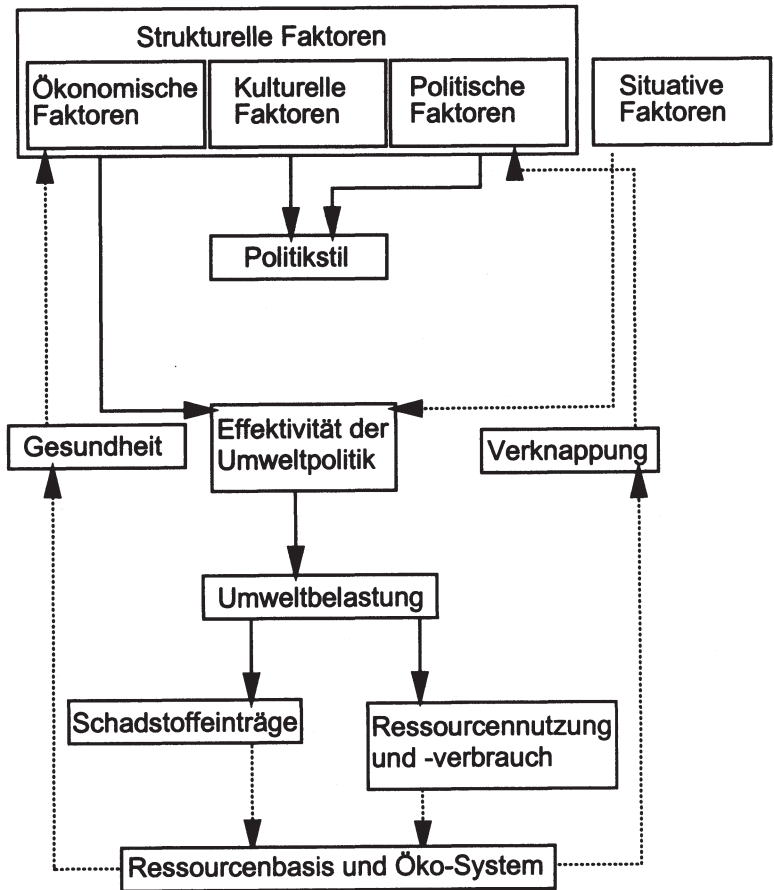 Strukturelle Faktoren
Ökonomische
Faktoren
Kulturelle
Faktoren
Politische
Faktoren
Situative
Faktoren
Politikstil
Effektivität der
Umweltpolitik
Gesundheit
Verknappung
Umweltbelastung
Schadstoffeinträge
Ressourcennutzung
und -verbrauch
Ressourcenbasis und Öko-System